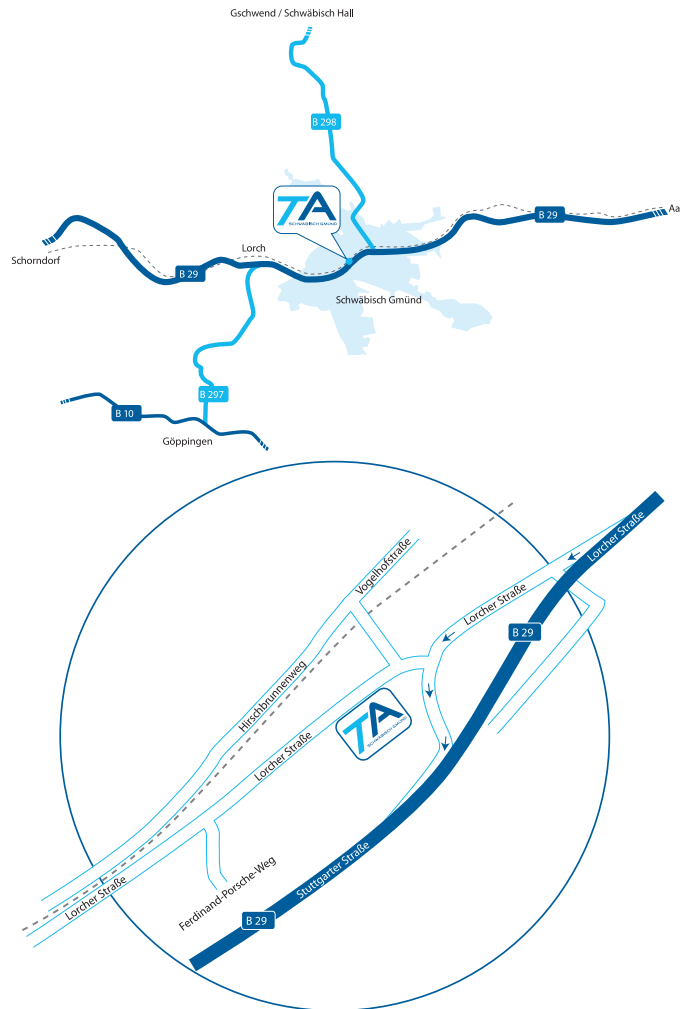 Gschwend / Schwäbisch Hall
B 298
Aa
B 29
TA
SCHWÄBISCH GMÜND
Lorch
Schorndorf
B 29
Schwäbisch Gmünd
B 297
B 10
Göppingen
Lorcher Straße
Vogelhofstraße
Lorcher Straße
B 29
Hirschbrunnenweg
TA
SCHWÄBISCH GMÜND
Lorcher Straße
Stuttgarter Straße
Lorcher Straße
Ferdinand-Porsche-Weg
B 29